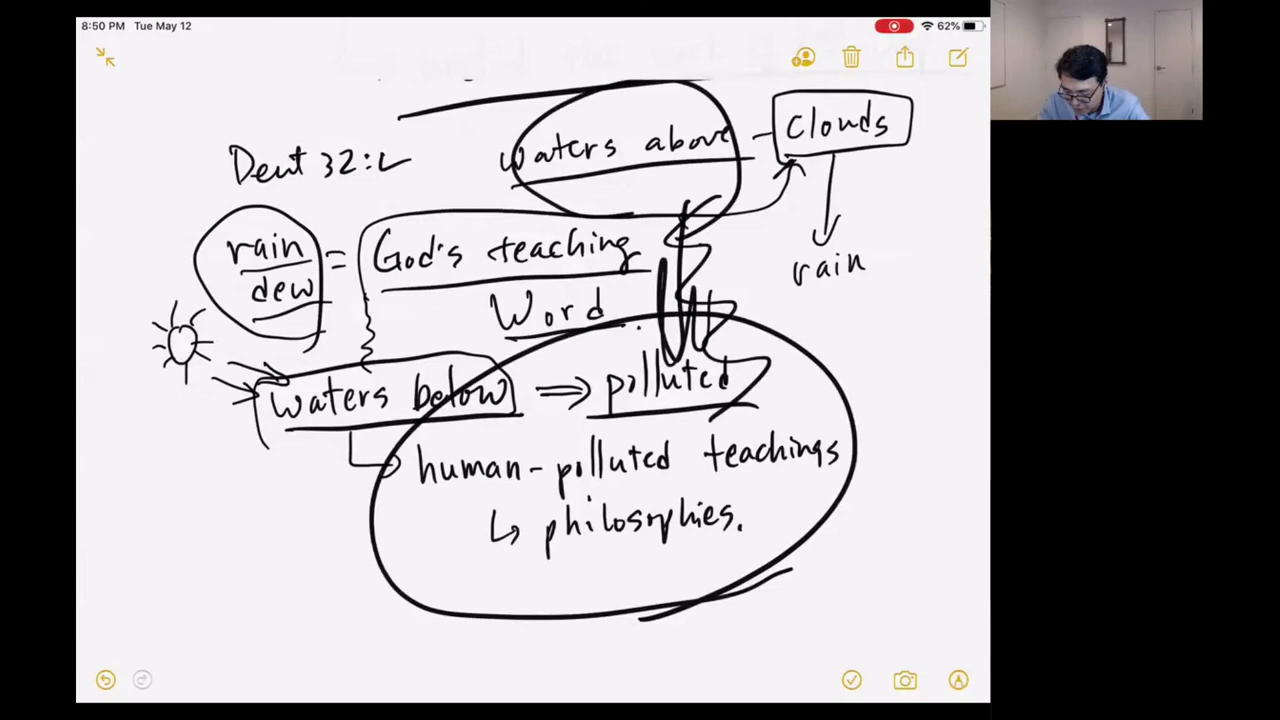 8:50 PM Tue May 12
62%
waters above - clouds
Deut 32:2
rain
rain
dew
= God's teaching
Word.
waters below ⇒ polluted
human-polluted teachings
↳ philosophies.